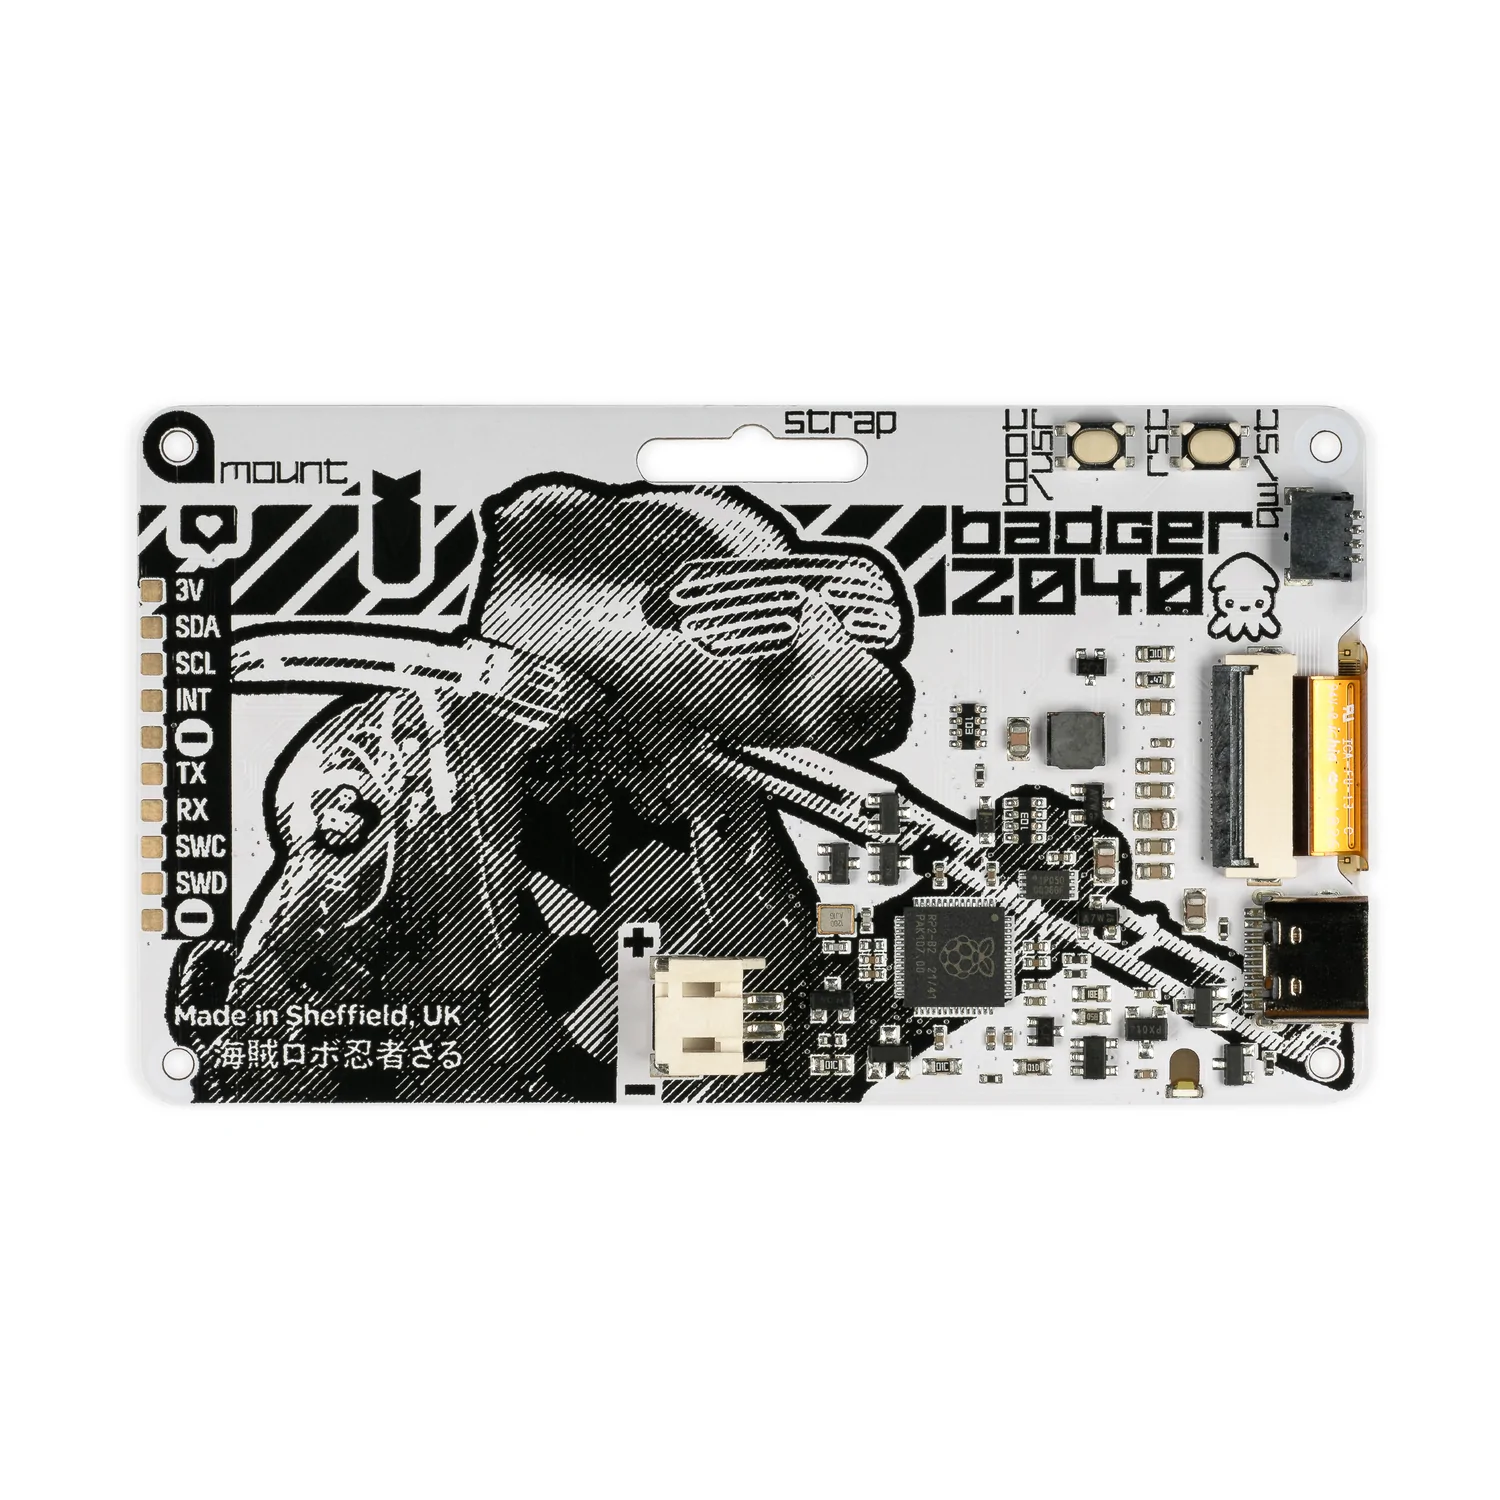 mount
strap
boot/
usr
rst
qw/st
badger
2040
3V
SDA
SCL
INT
TX
RX
SWC
SWD
+
-
Made in Sheffield, UK
海賊ロボ忍者さる
RP2-B2 21/41